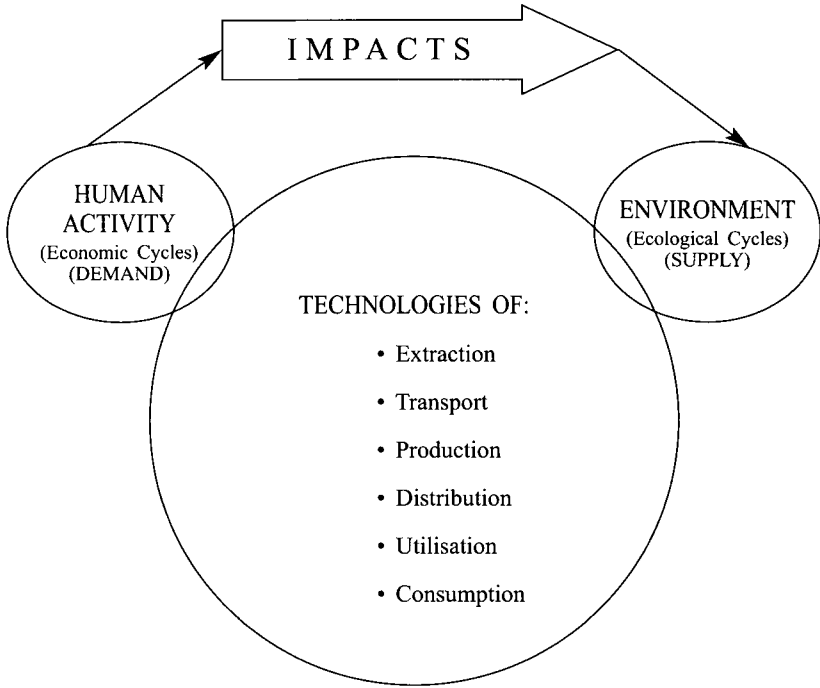 IMPACTS
HUMAN
ACTIVITY
(Economic Cycles)
(DEMAND)
ENVIRONMENT
(Ecological Cycles)
(SUPPLY)
TECHNOLOGIES OF:
• Extraction
• Transport
• Production
• Distribution
• Utilisation
• Consumption